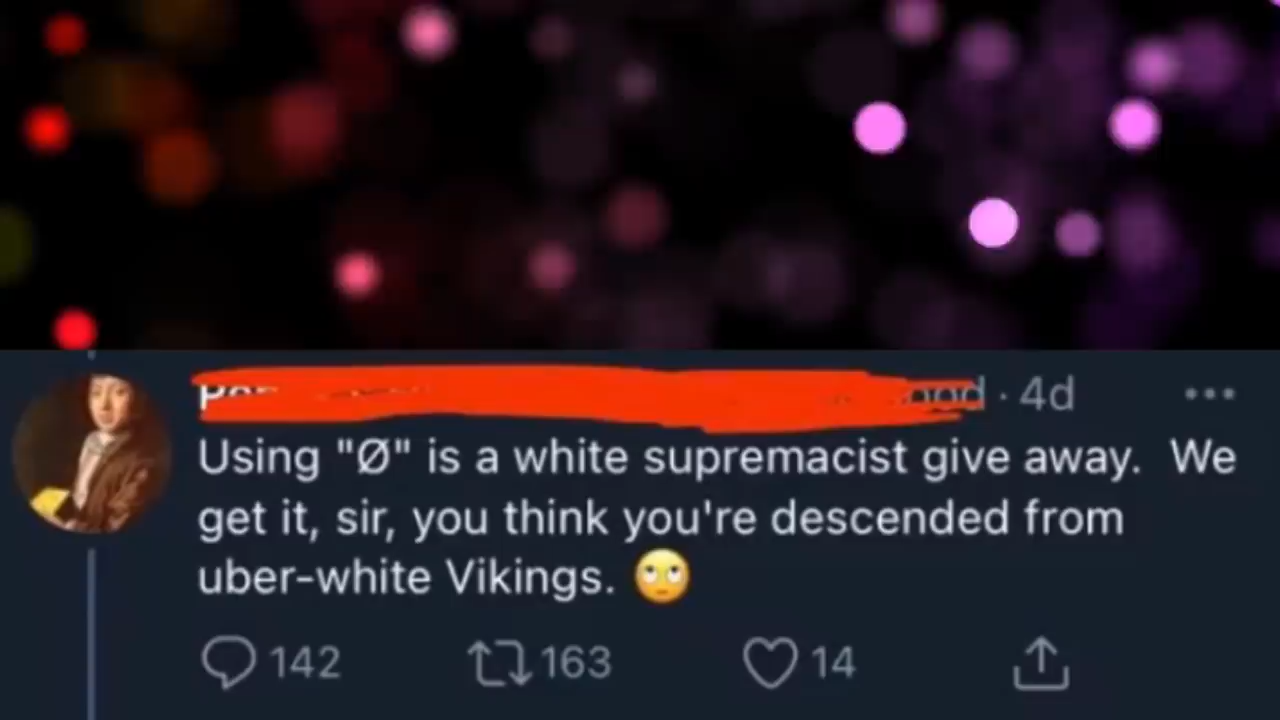 · 4d
Using "Ø" is a white supremacist give away. We
get it, sir, you think you're descended from
uber-white Vikings. 🙄
142 163 14